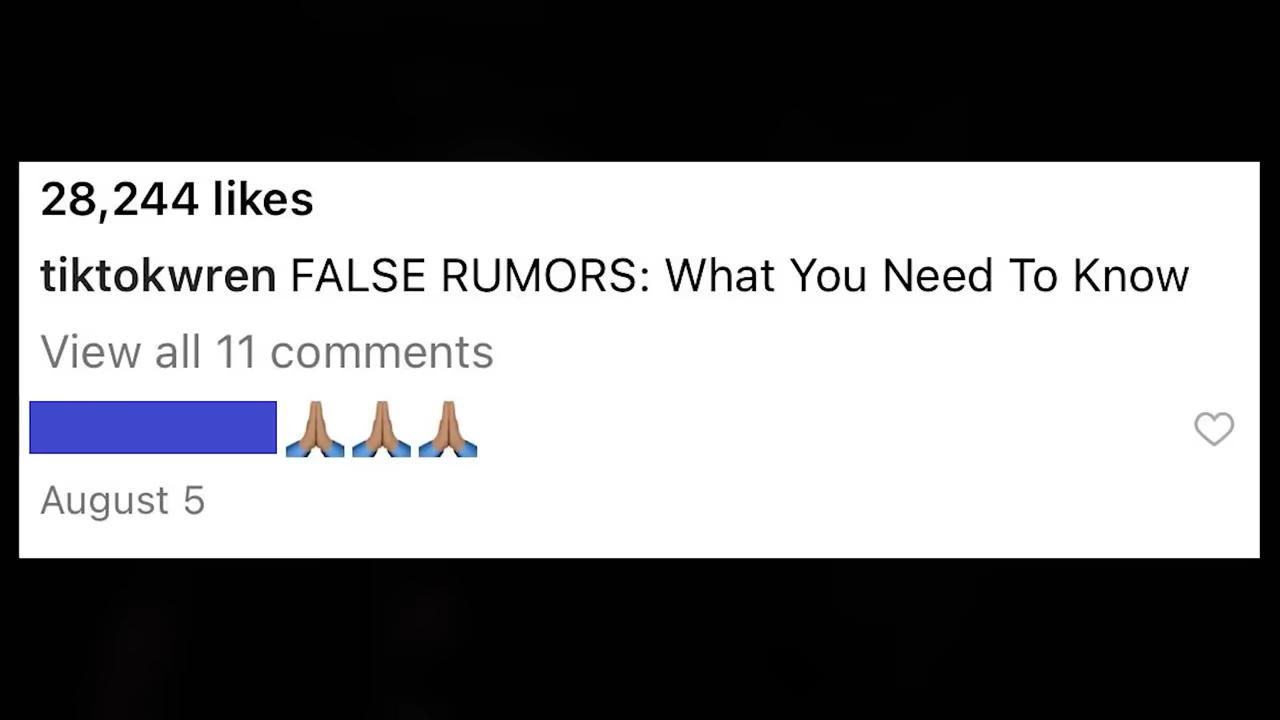 28,244 likes
tiktokwren FALSE RUMORS: What You Need To Know
View all 11 comments
🙏🏽🙏🏽🙏🏽
August 5